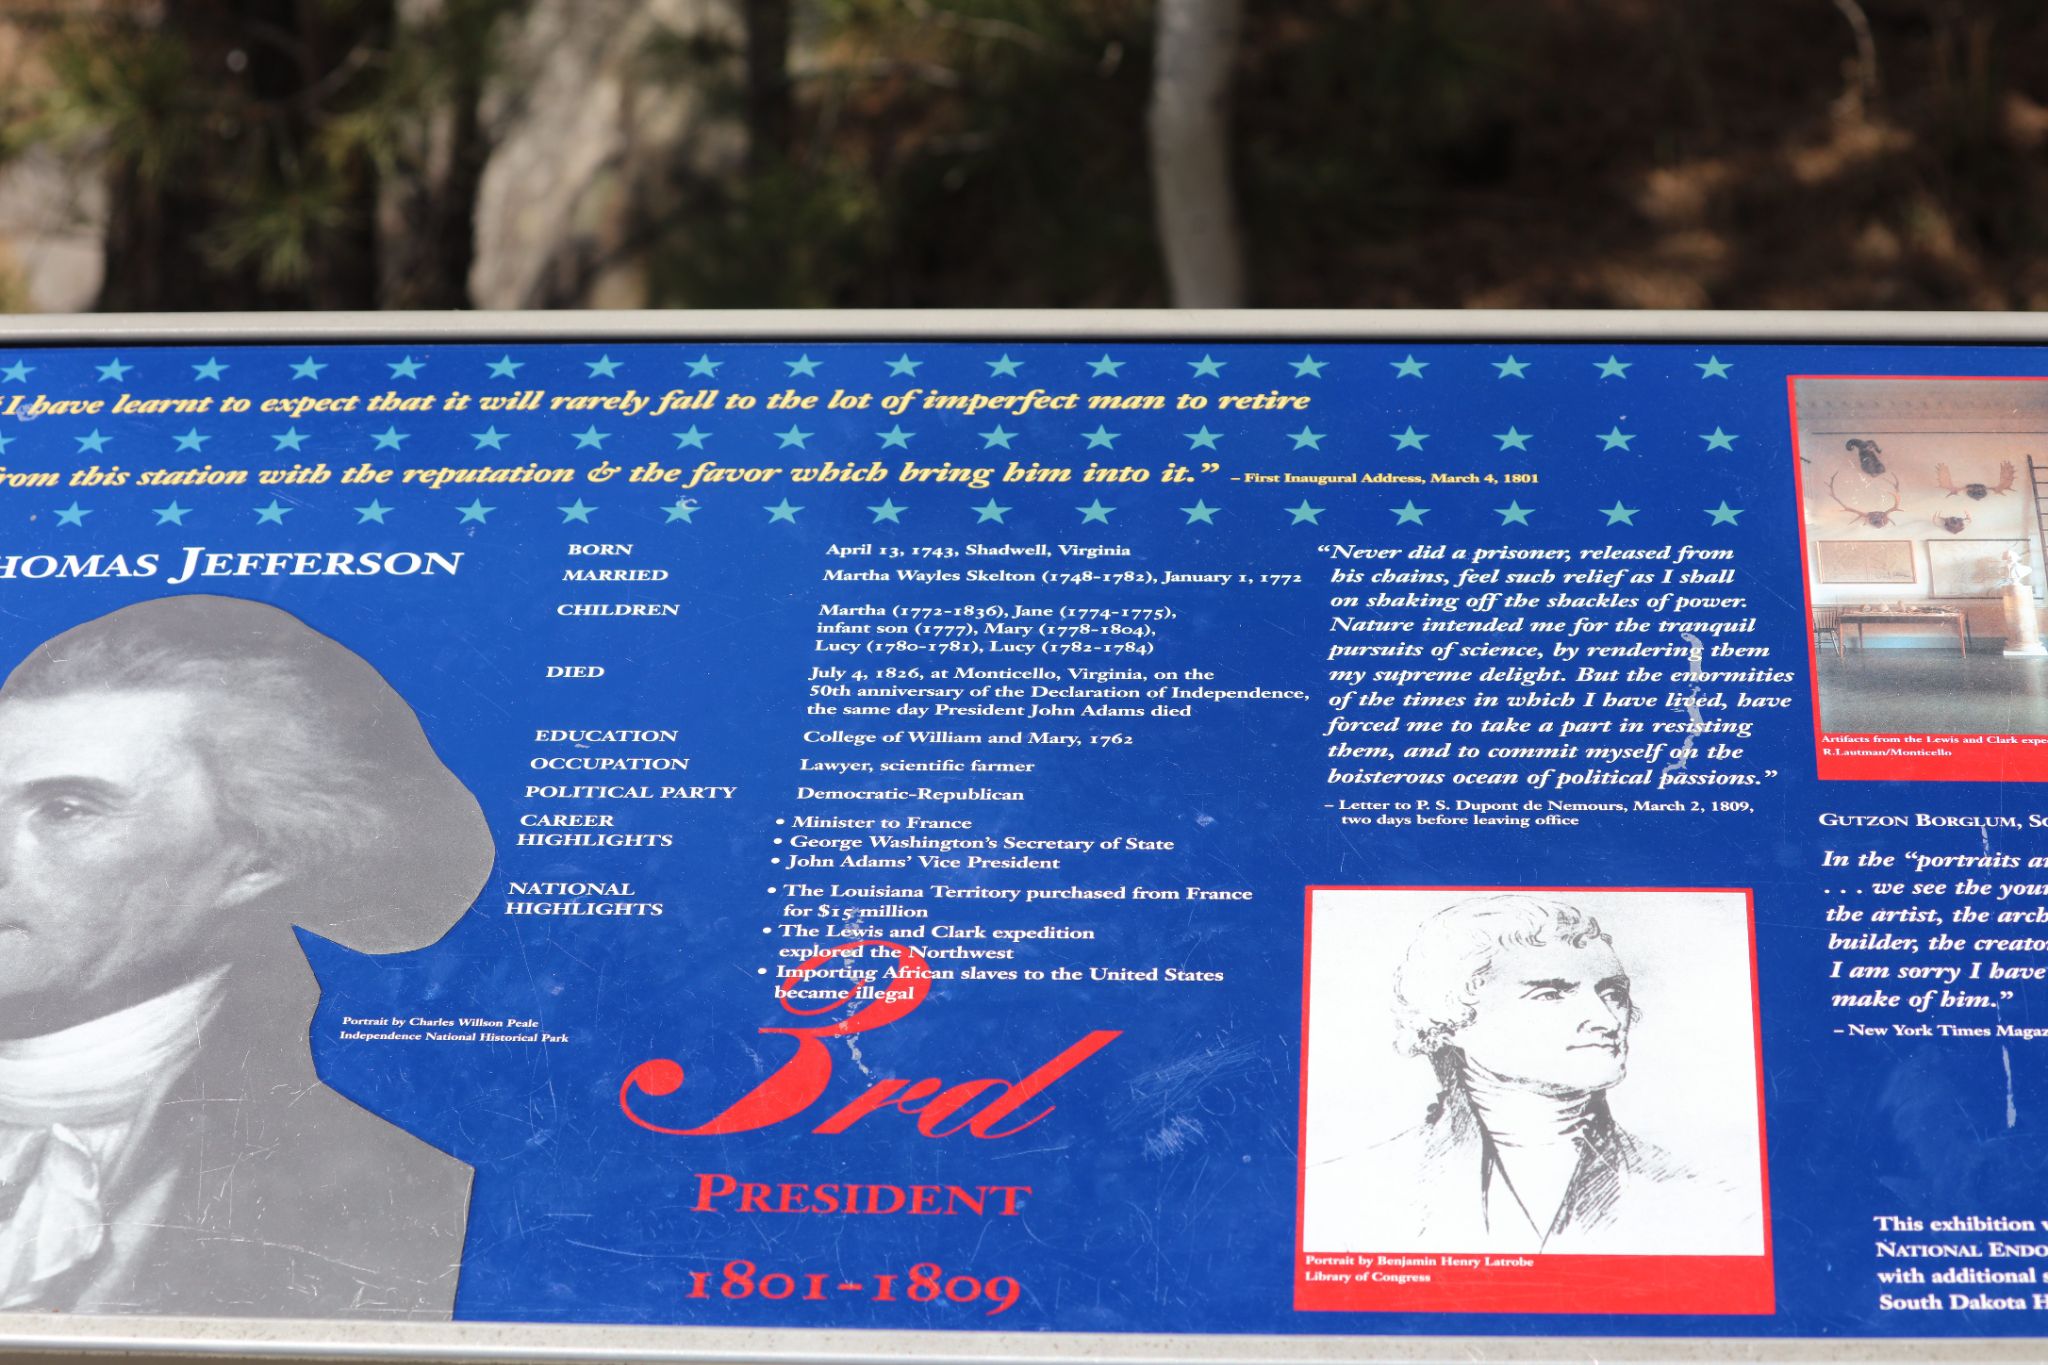 "I have learnt to expect that it will rarely fall to the lot of imperfect man to retire
from this station with the reputation & the favor which bring him into it." – First Inaugural Address, March 4, 1801
THOMAS JEFFERSON
BORN April 13, 1743, Shadwell, Virginia
MARRIED Martha Wayles Skelton (1748-1782), January 1, 1772
CHILDREN Martha (1772-1836), Jane (1774-1775),
infant son (1777), Mary (1778-1804),
Lucy (1780-1781), Lucy (1782-1784)
DIED July 4, 1826, at Monticello, Virginia, on the
50th anniversary of the Declaration of Independence,
the same day President John Adams died
EDUCATION College of William and Mary, 1762
OCCUPATION Lawyer, scientific farmer
POLITICAL PARTY Democratic-Republican
CAREER
HIGHLIGHTS
• Minister to France
• George Washington's Secretary of State
• John Adams' Vice President
NATIONAL
HIGHLIGHTS
• The Louisiana Territory purchased from France
for $15 million
• The Lewis and Clark expedition
explored the Northwest
• Importing African slaves to the United States
became illegal
Portrait by Charles Willson Peale
Independence National Historical Park
3rd
PRESIDENT
1801-1809
"Never did a prisoner, released from
his chains, feel such relief as I shall
on shaking off the shackles of power.
Nature intended me for the tranquil
pursuits of science, by rendering them
my supreme delight. But the enormities
of the times in which I have lived, have
forced me to take a part in resisting
them, and to commit myself on the
boisterous ocean of political passions."
– Letter to P. S. Dupont de Nemours, March 2, 1809,
two days before leaving office
Portrait by Benjamin Henry Latrobe
Library of Congress
Artifacts from the Lewis and Clark
R.Lautman/Monticello
GUTZON BORGLUM,
In the "portraits
. . . we see the
the artist, the
builder, the
I am sorry I have
make of him."
– New York Times
This exhibition
NATIONAL
with additional
South Dakota